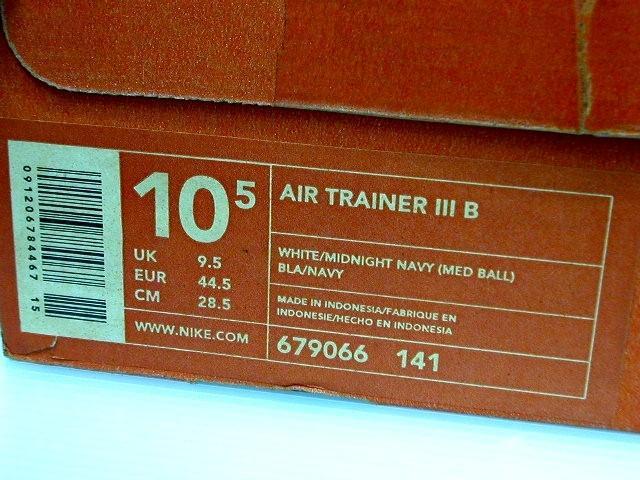 091206784467 15
10 5
UK 9.5
EUR 44.5
CM 28.5
WWW.NIKE.COM
AIR TRAINER III B
WHITE/MIDNIGHT NAVY (MED BALL)
BLA/NAVY
MADE IN INDONESIA/FABRIQUE EN
INDONESIE/HECHO EN INDONESIA
679066 141